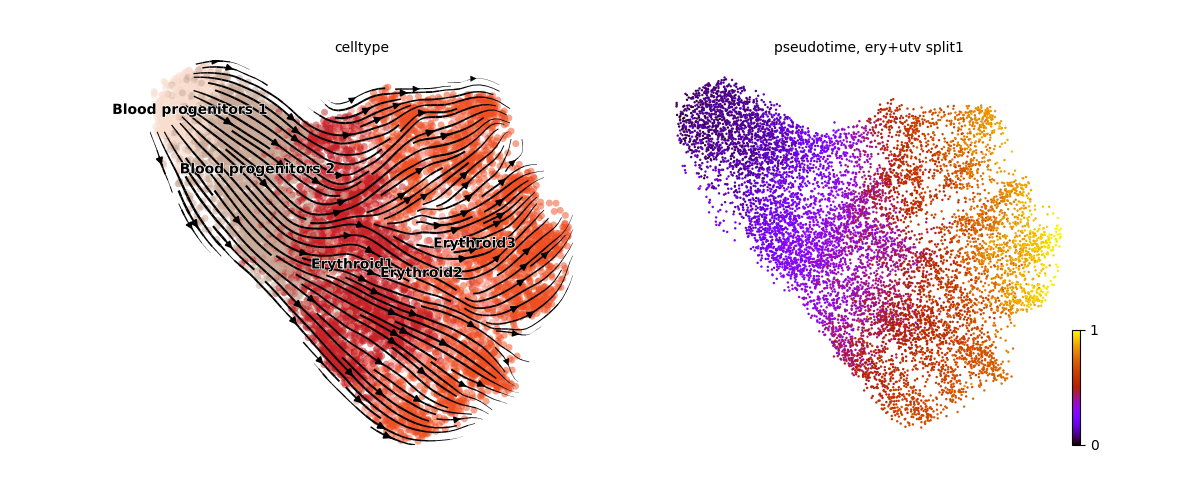 celltype
Blood progenitors 1
Blood progenitors 2
Erythroid3
Erythroid1
Erythroid2
pseudotime, ery+utv split1
1
0